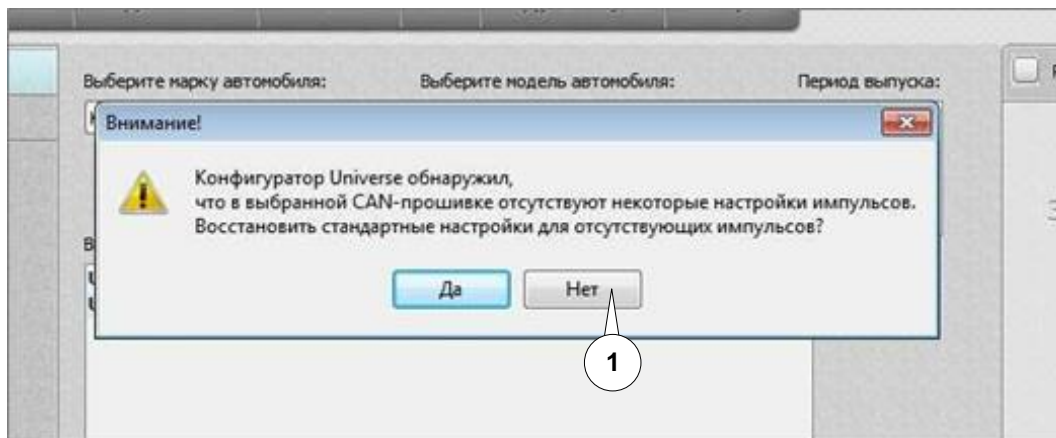 Выберите марку автомобиля:
Выберите модель автомобиля:
Период выпуска:
Внимание!
Конфигуратор Universe обнаружил,
что в выбранной CAN-прошивке отсутствуют некоторые настройки импульсов.
Восстановить стандартные настройки для отсутствующих импульсов?
Да
Нет
1